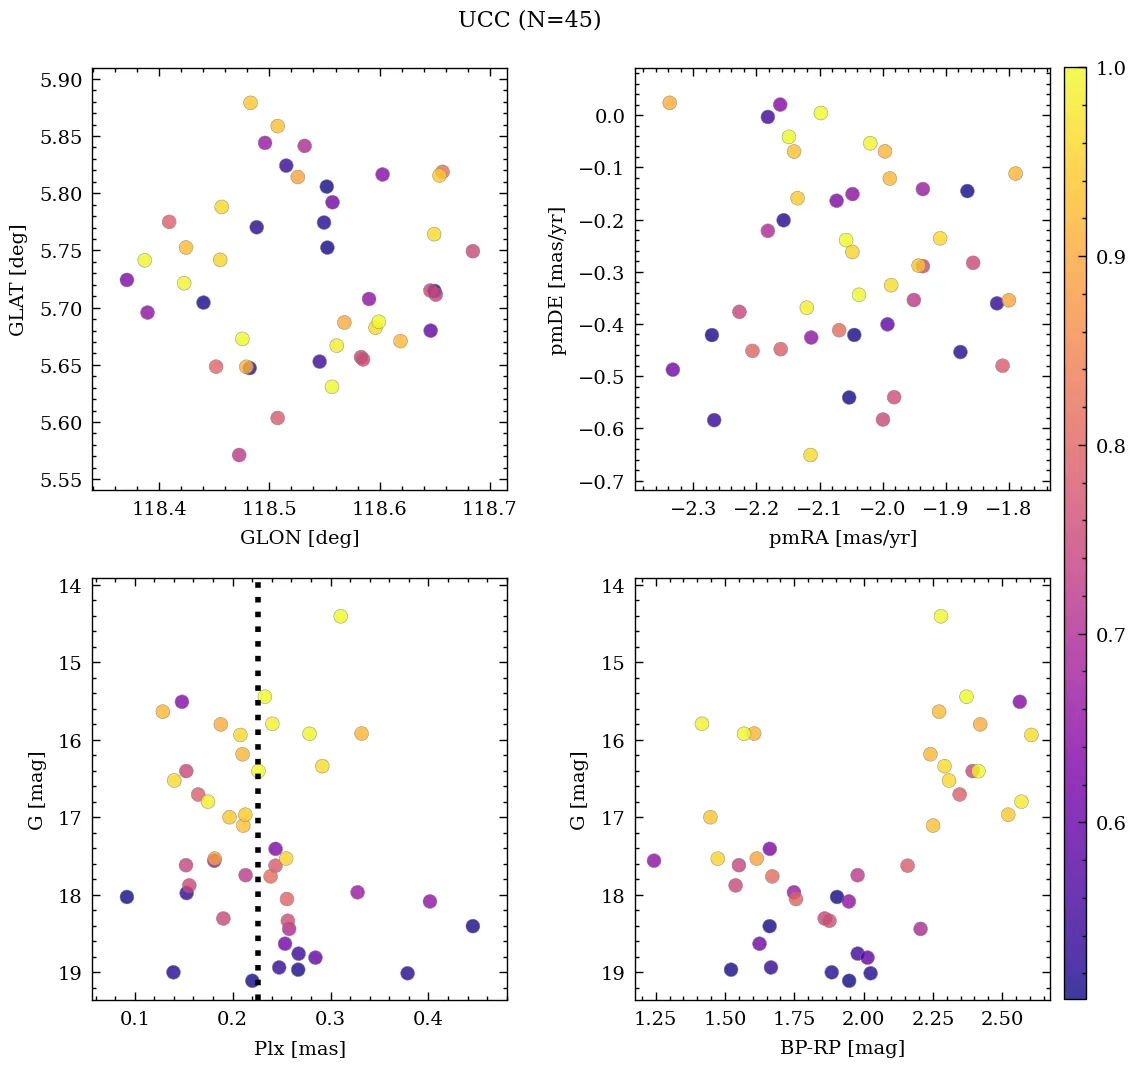 UCC (N=45)
5.90
5.85
5.80
5.75
5.70
5.65
5.60
5.55
GLAT [deg]
118.4 118.5 118.6 118.7
GLON [deg]
0.0
−0.1
−0.2
−0.3
−0.4
−0.5
−0.6
−0.7
pmDE [mas/yr]
−2.3 −2.2 −2.1 −2.0 −1.9 −1.8
pmRA [mas/yr]
1.0
0.9
0.8
0.7
0.6
14
15
16
17
18
19
G [mag]
0.1 0.2 0.3 0.4
Plx [mas]
14
15
16
17
18
19
G [mag]
1.25 1.50 1.75 2.00 2.25 2.50
BP-RP [mag]